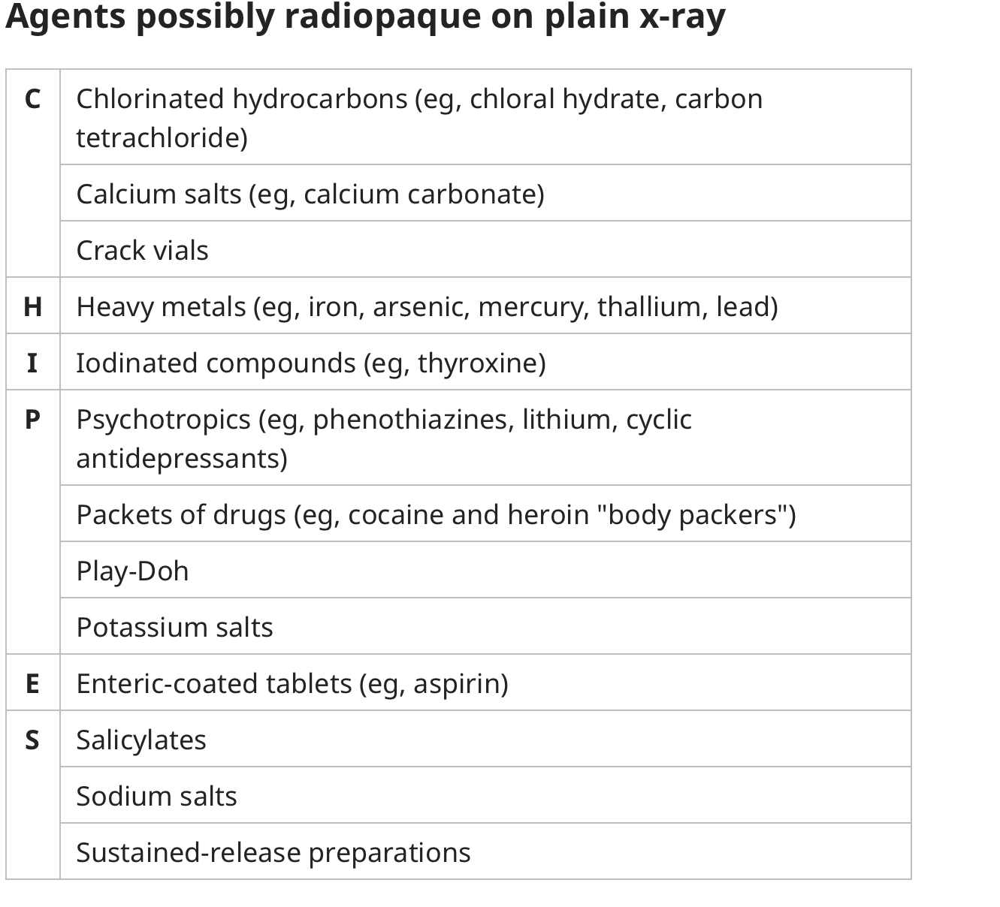 Agents possibly radiopaque on plain x-ray
C Chlorinated hydrocarbons (eg, chloral hydrate, carbon
tetrachloride)
Calcium salts (eg, calcium carbonate)
Crack vials
H Heavy metals (eg, iron, arsenic, mercury, thallium, lead)
I Iodinated compounds (eg, thyroxine)
P Psychotropics (eg, phenothiazines, lithium, cyclic
antidepressants)
Packets of drugs (eg, cocaine and heroin "body packers")
Play-Doh
Potassium salts
E Enteric-coated tablets (eg, aspirin)
S Salicylates
Sodium salts
Sustained-release preparations